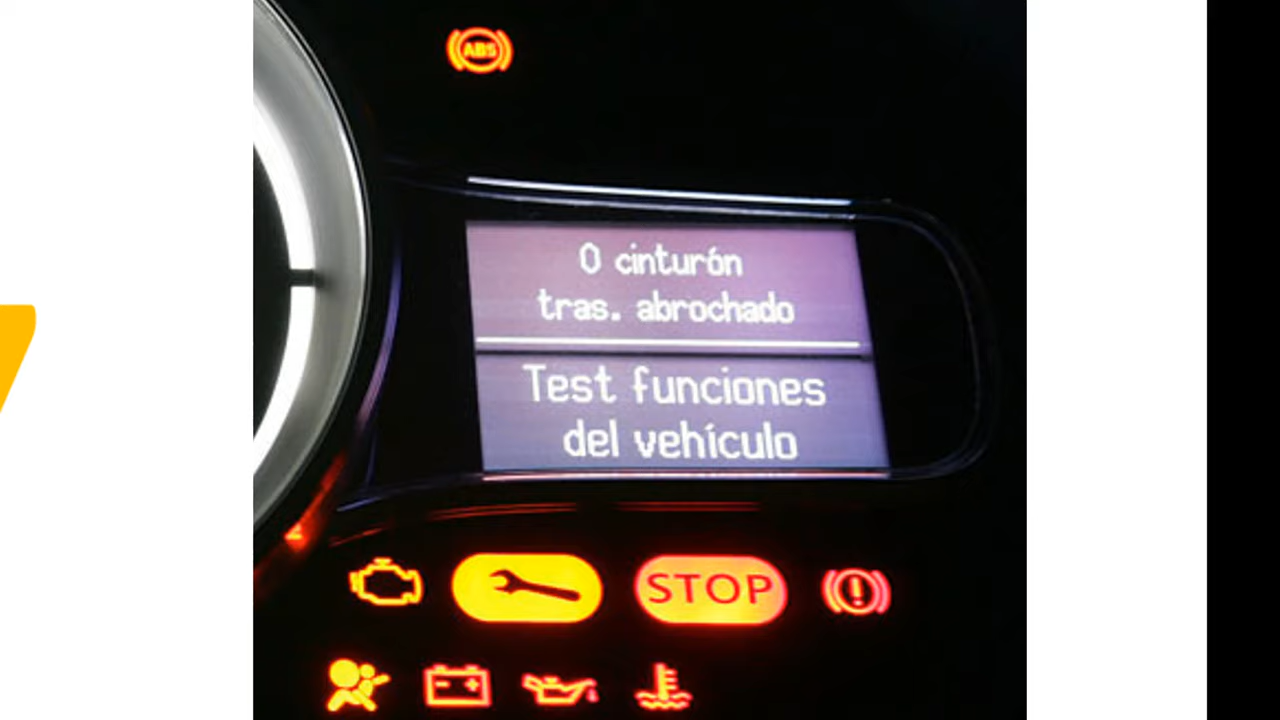 ABS
0 cinturón
tras. abrochado
Test funciones
del vehículo
STOP